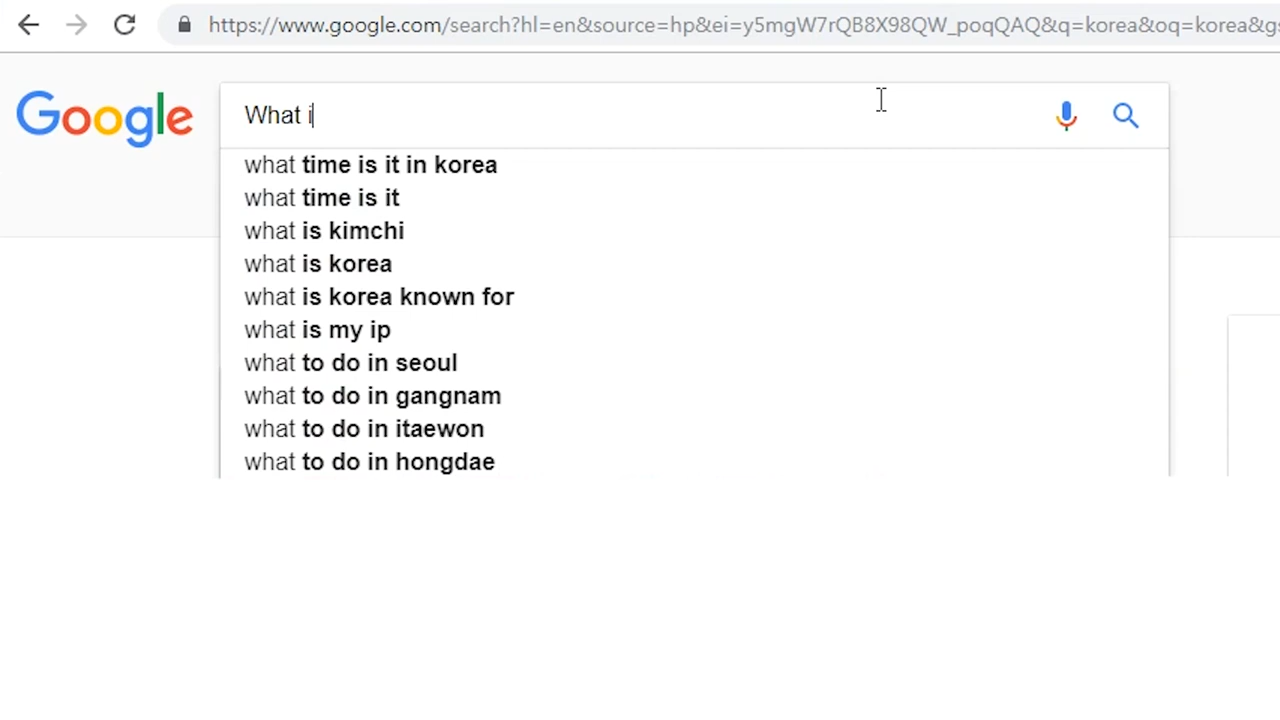 https://www.google.com/search?hl=en&source=hp&ei=y5mgW7rQB8X98QW_poqQAQ&q=korea&oq=korea&gs
Google
What i
what time is it in korea
what time is it
what is kimchi
what is korea
what is korea known for
what is my ip
what to do in seoul
what to do in gangnam
what to do in itaewon
what to do in hongdae